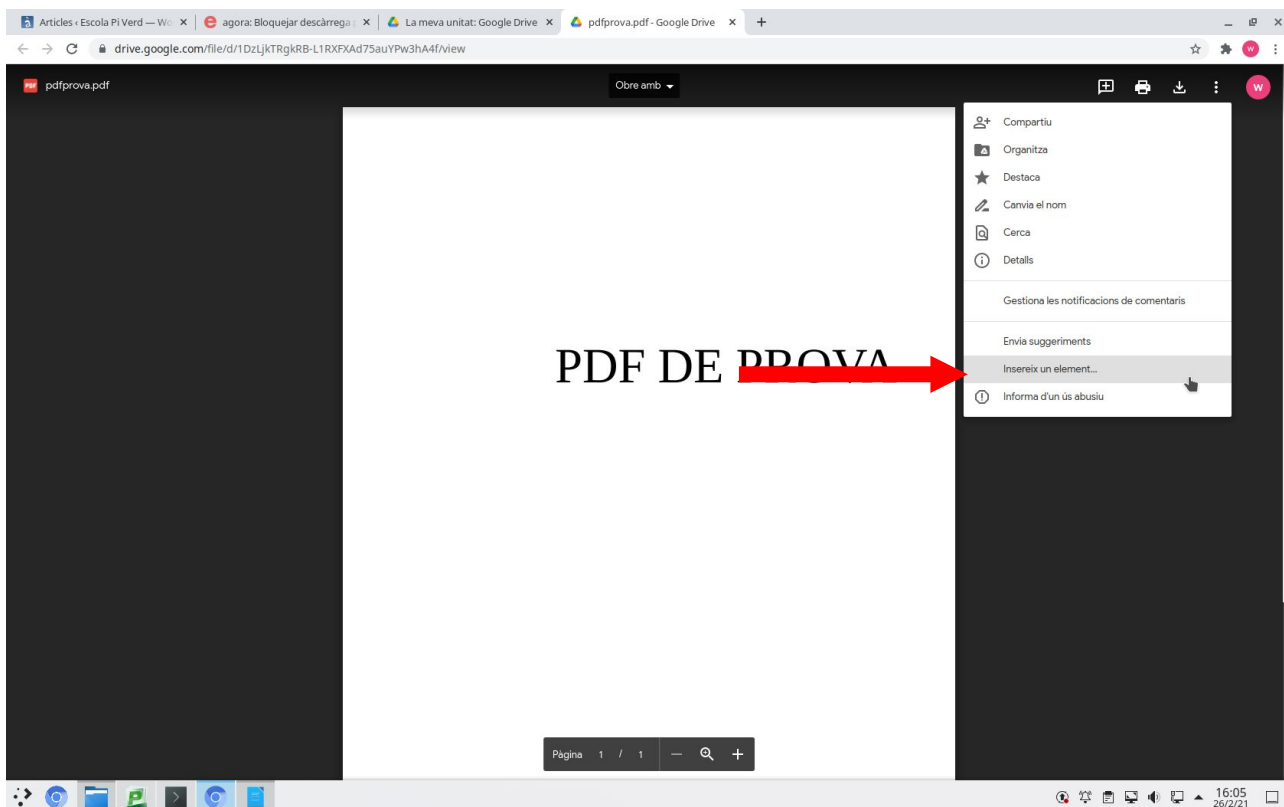 Articles ‹ Escola Pi Verd — Wo
agora: Bloquejar descàrrega
La meva unitat: Google Drive
pdfprova.pdf - Google Drive
drive.google.com/file/d/1DzLjkTRgkRB-L1RXFXAd75auYPw3hA4f/view
W
PDF
pdfprova.pdf
Obre amb
W
Compartiu
Organitza
Destaca
Canvia el nom
Cerca
Detalls
Gestiona les notificacions de comentaris
Envia suggeriments
PDF DE PROVA
Insereix un element...
Informa d'un ús abusiu
Pàgina 1 / 1
16:05
26/2/21